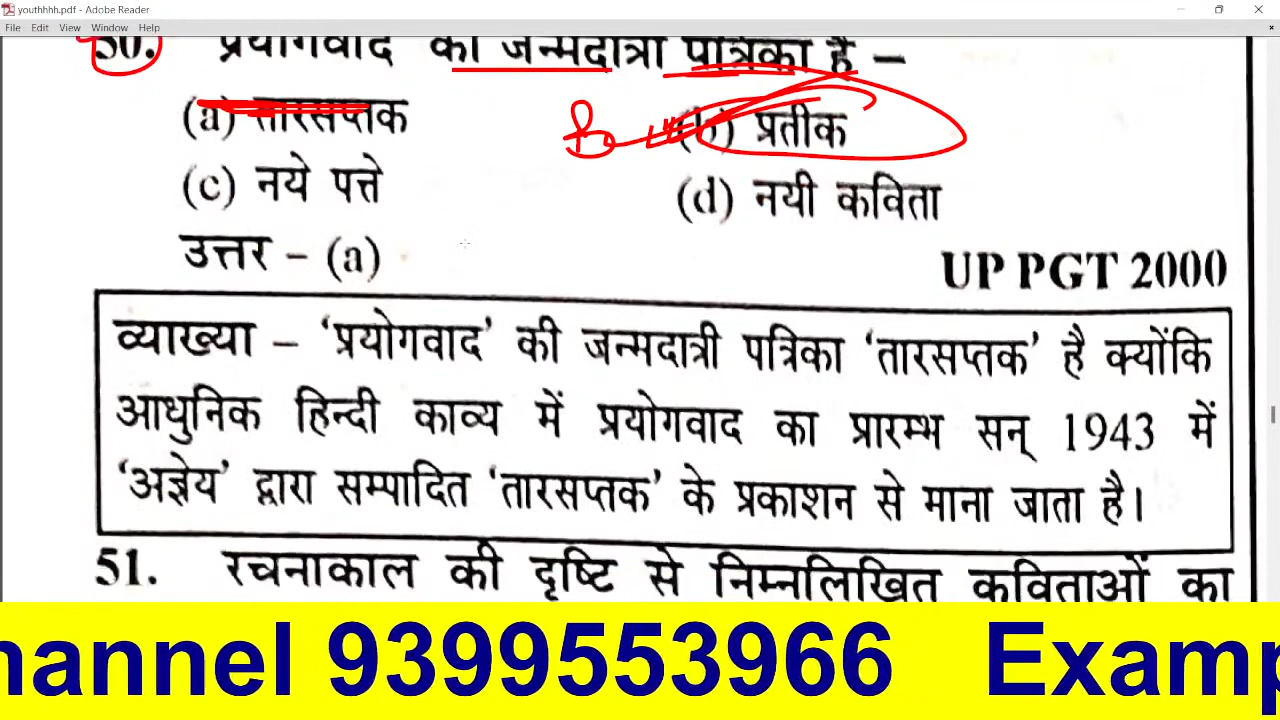 youthhhh.pdf - Adobe Reader
File Edit View Window Help
50. प्रयोगवाद की जन्मदात्री पत्रिका है –
(a) तारसप्तक
B (b) प्रतीक
(c) नये पत्ते
(d) नयी कविता
उत्तर – (a)
UP PGT 2000
व्याख्या – ‘प्रयोगवाद’ की जन्मदात्री पत्रिका ‘तारसप्तक’ है क्योंकि
आधुनिक हिन्दी काव्य में प्रयोगवाद का प्रारम्भ सन् 1943 में
‘अज्ञेय’ द्वारा सम्पादित ‘तारसप्तक’ के प्रकाशन से माना जाता है।
51. रचनाकाल की दृष्टि से निम्नलिखित कविताओं का
hannel 9399553966 Examp